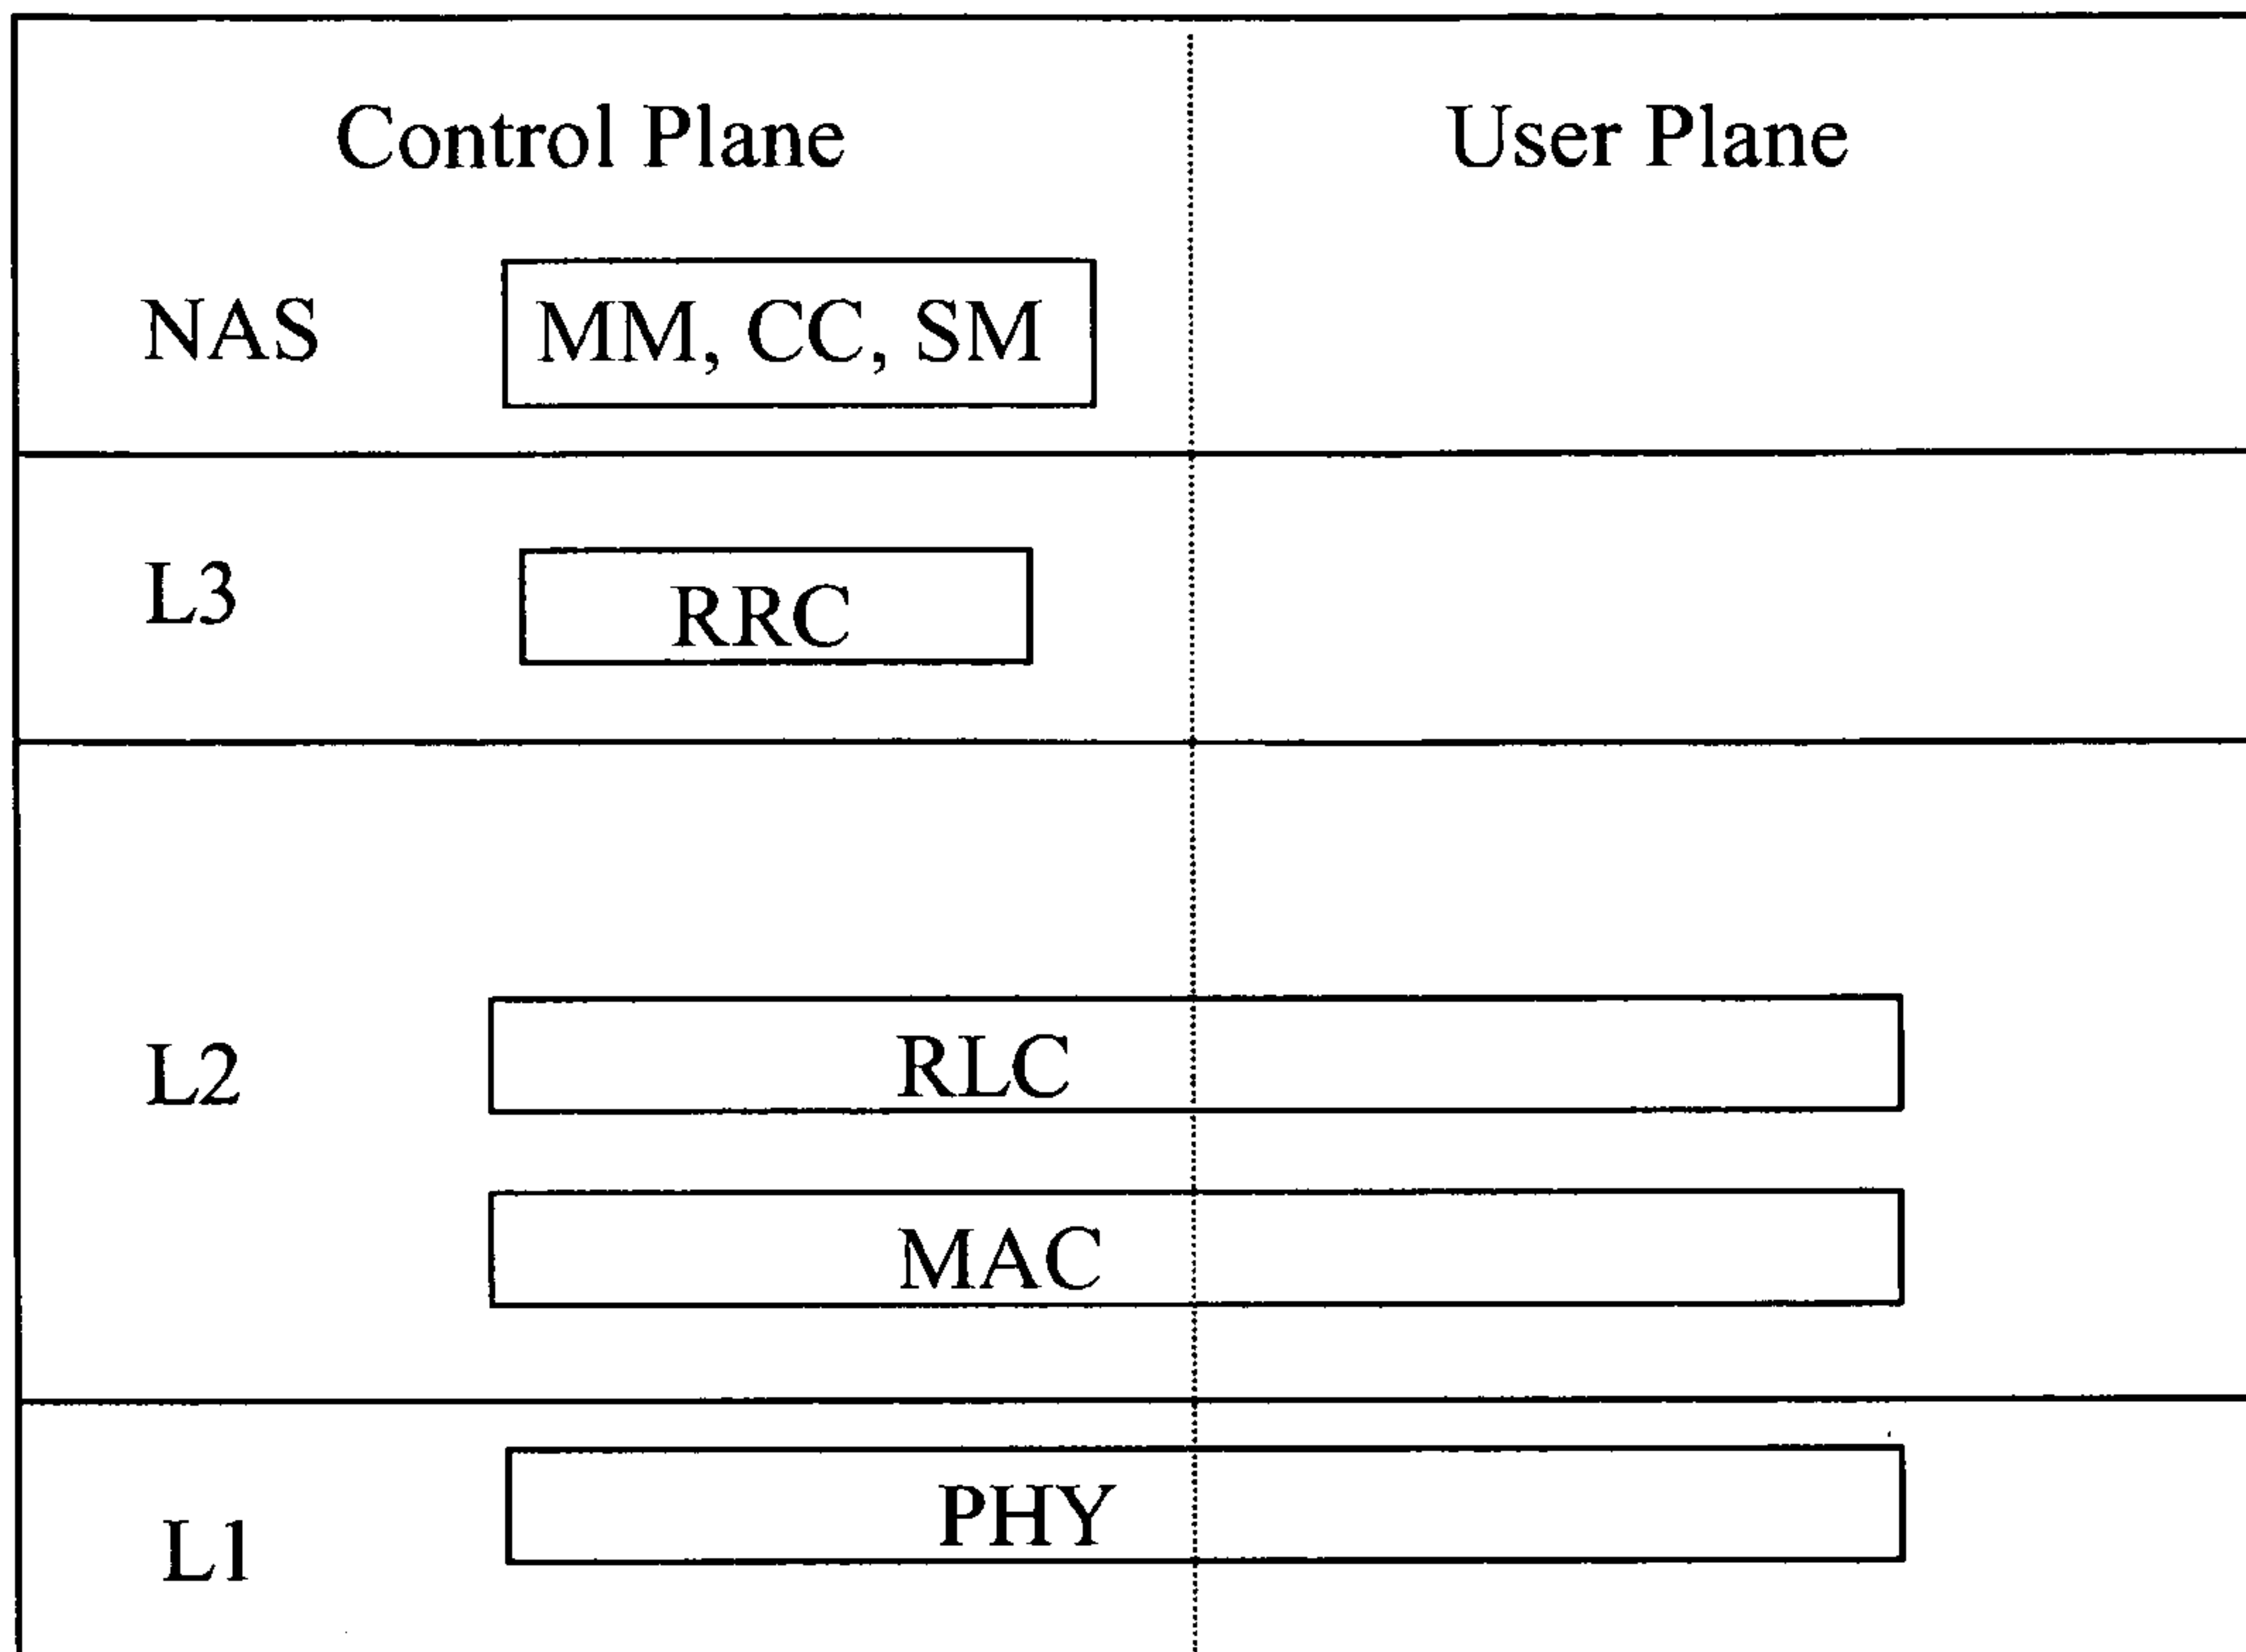 Control Plane
User Plane
NAS
MM, CC, SM
L3
RRC
L2
RLC
MAC
L1
PHY